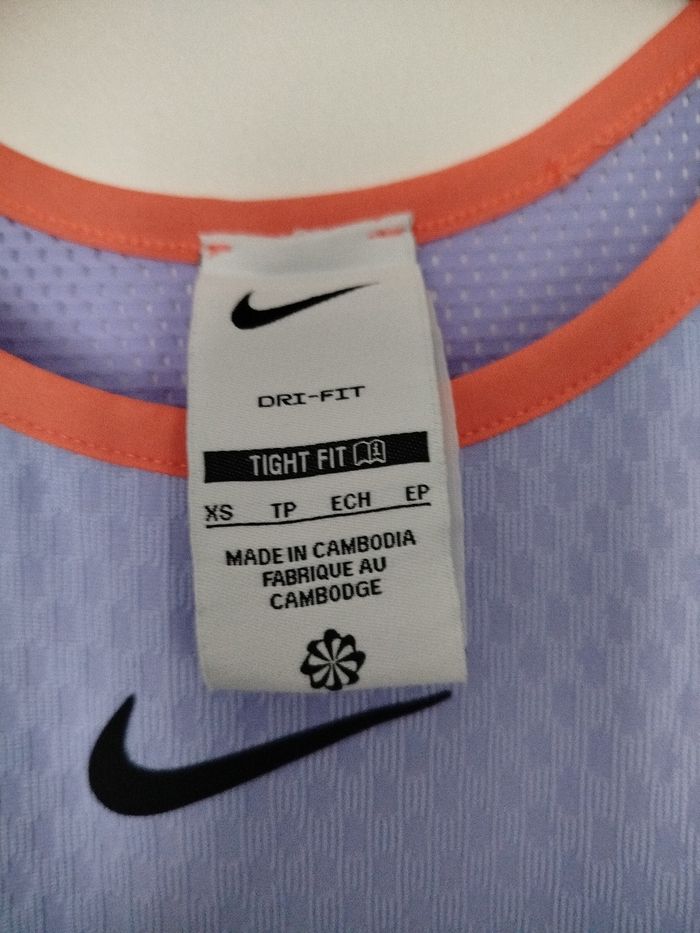 DRI-FIT
TIGHT FIT
XS TP ECH EP
MADE IN CAMBODIA
FABRIQUE AU
CAMBODGE